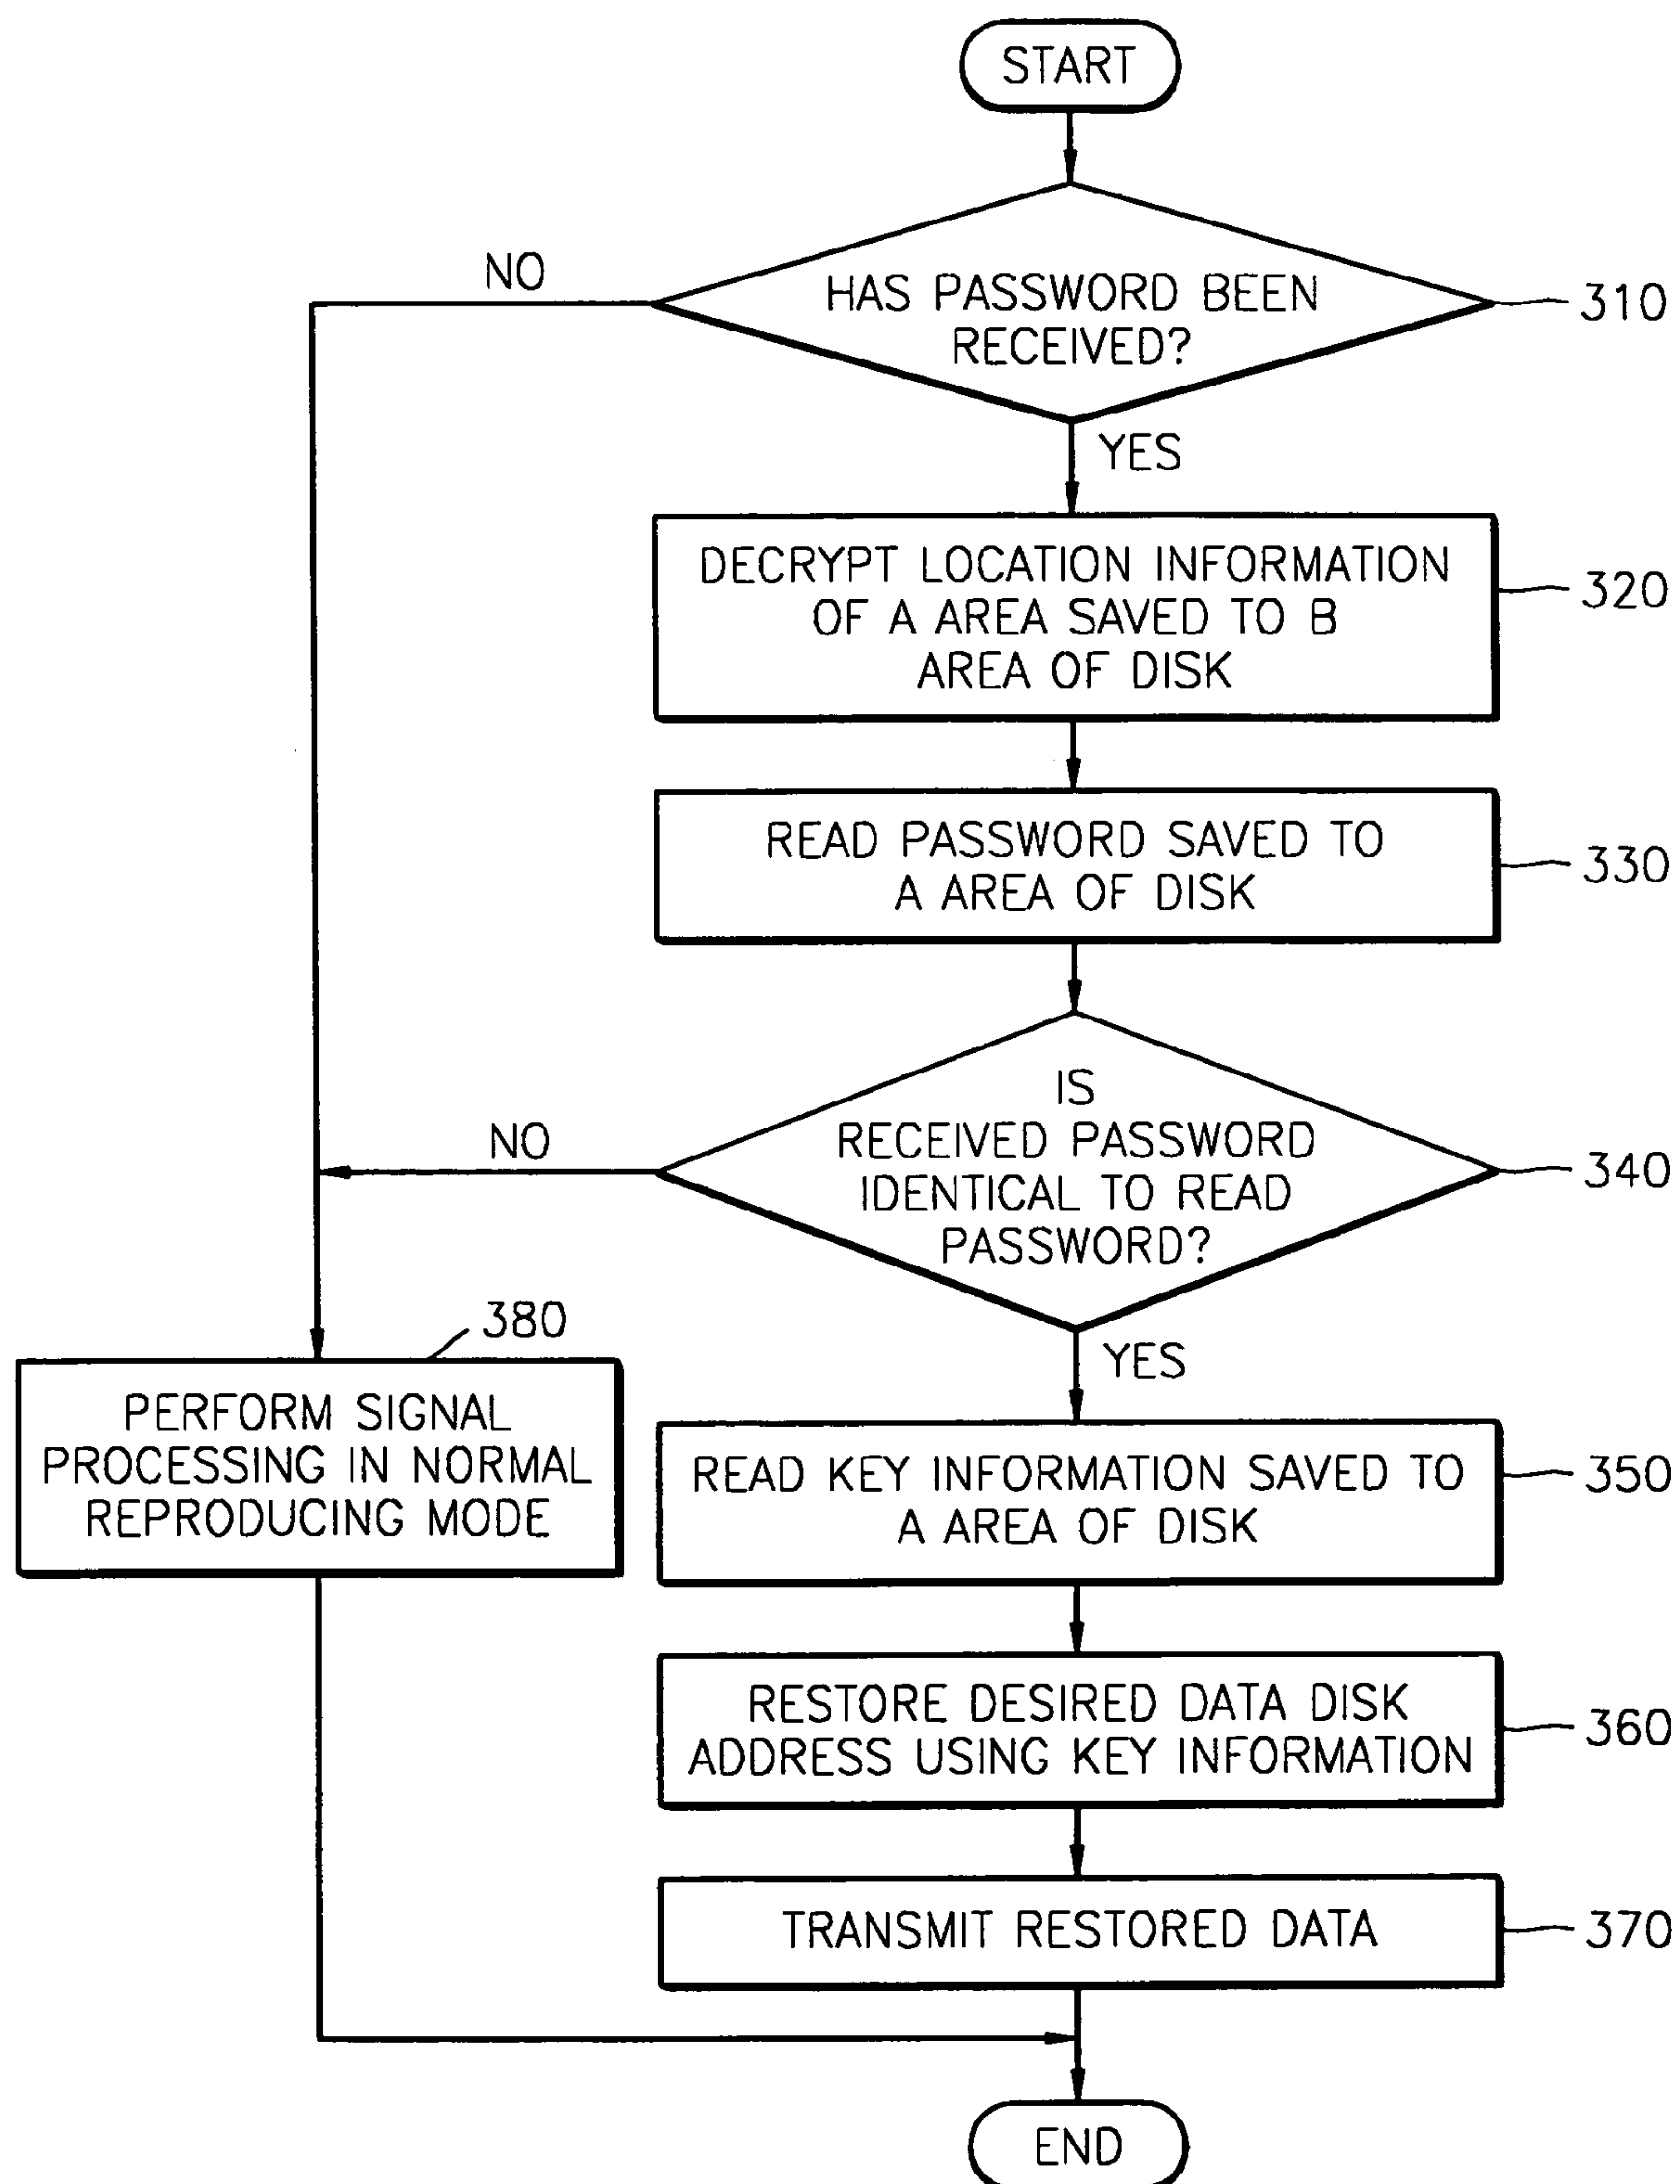 START
HAS PASSWORD BEEN
RECEIVED?
310
NO
YES
DECRYPT LOCATION INFORMATION
OF A AREA SAVED TO B
AREA OF DISK
320
READ PASSWORD SAVED TO
A AREA OF DISK
330
IS
RECEIVED PASSWORD
IDENTICAL TO READ
PASSWORD?
340
NO
YES
380
PERFORM SIGNAL
PROCESSING IN NORMAL
REPRODUCING MODE
READ KEY INFORMATION SAVED TO
A AREA OF DISK
350
RESTORE DESIRED DATA DISK
ADDRESS USING KEY INFORMATION
360
TRANSMIT RESTORED DATA
370
END